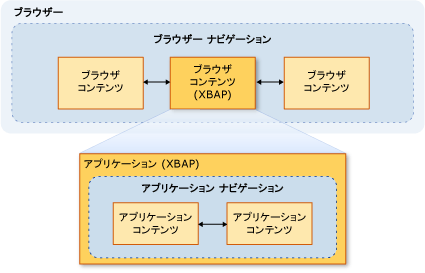 ブラウザー
ブラウザー ナビゲーション
ブラウザ
コンテンツ
ブラウザ
コンテンツ
(XBAP)
ブラウザ
コンテンツ
アプリケーション (XBAP)
アプリケーション ナビゲーション
アプリケーション
コンテンツ
アプリケーション
コンテンツ